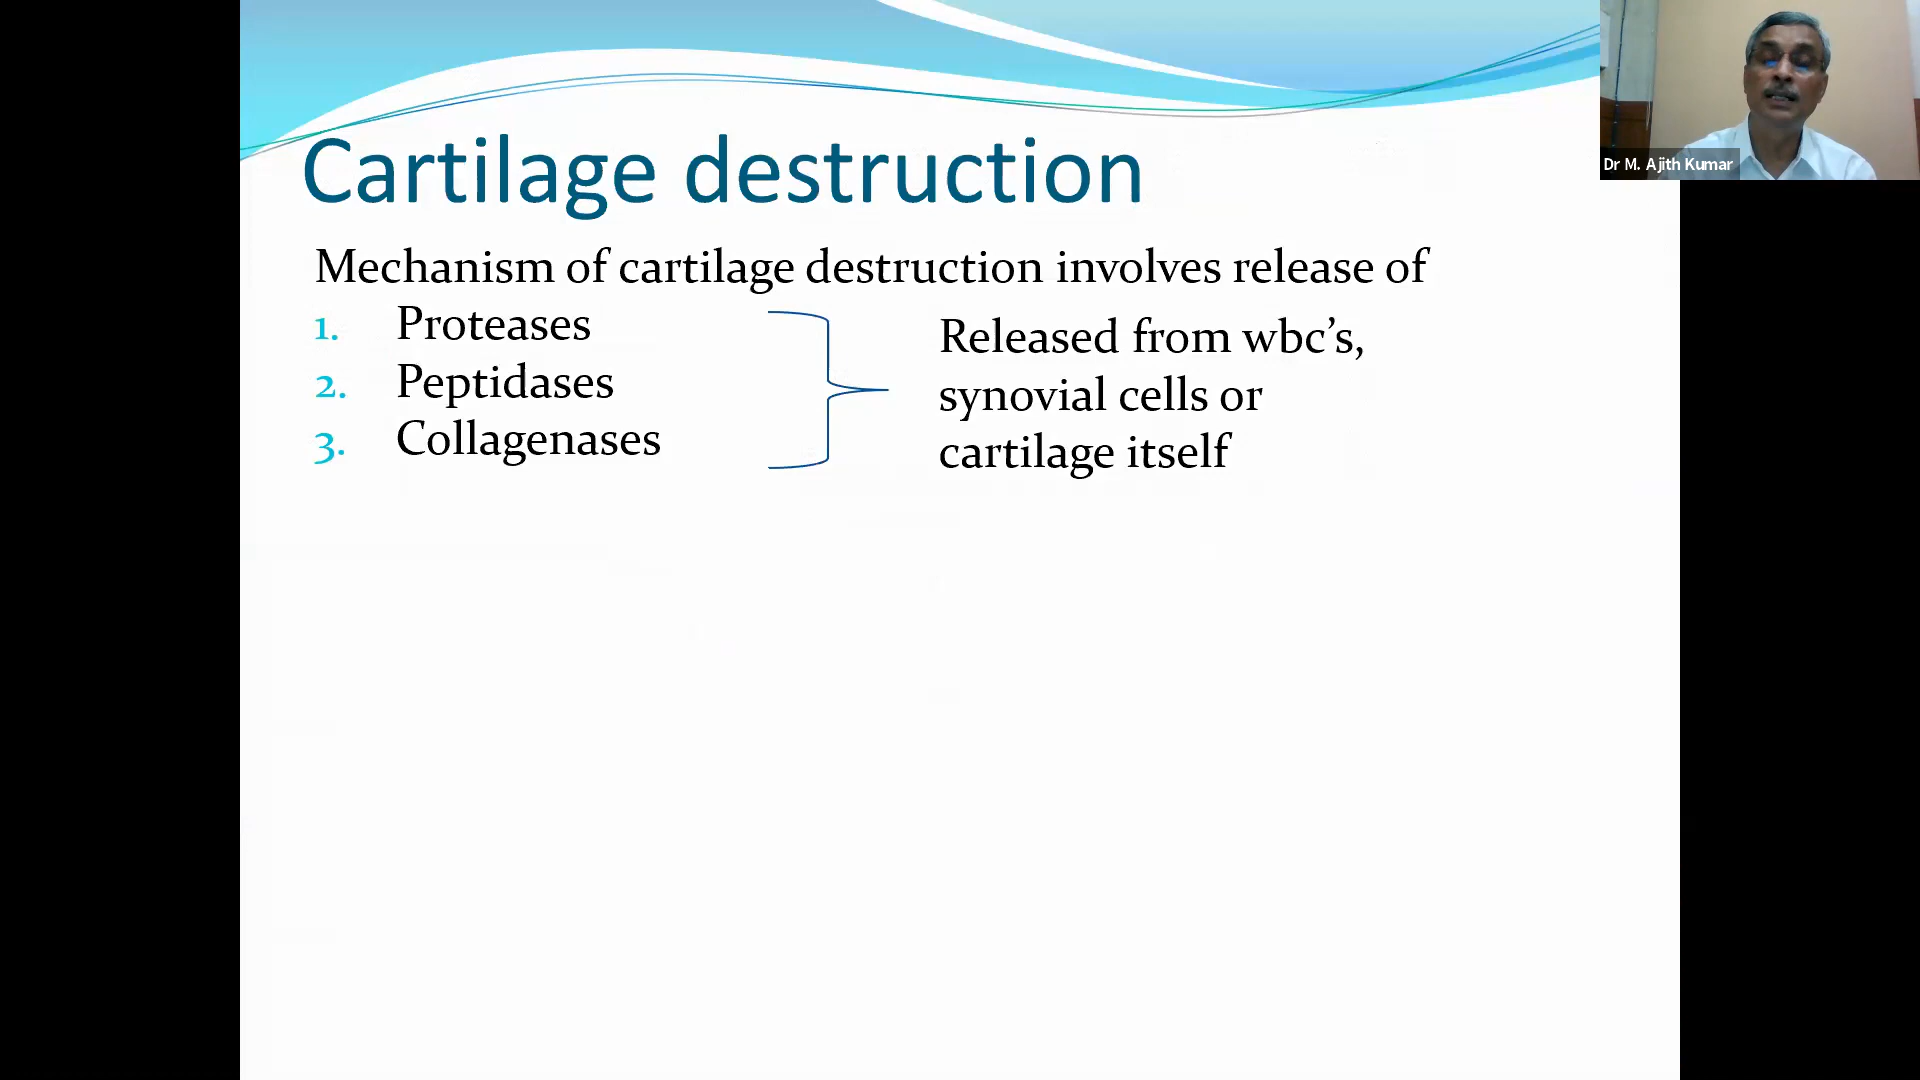 Cartilage destruction
Mechanism of cartilage destruction involves release of
1. Proteases
2. Peptidases
3. Collagenases
Released from wbc’s,
synovial cells or
cartilage itself
Dr M. Ajith Kumar